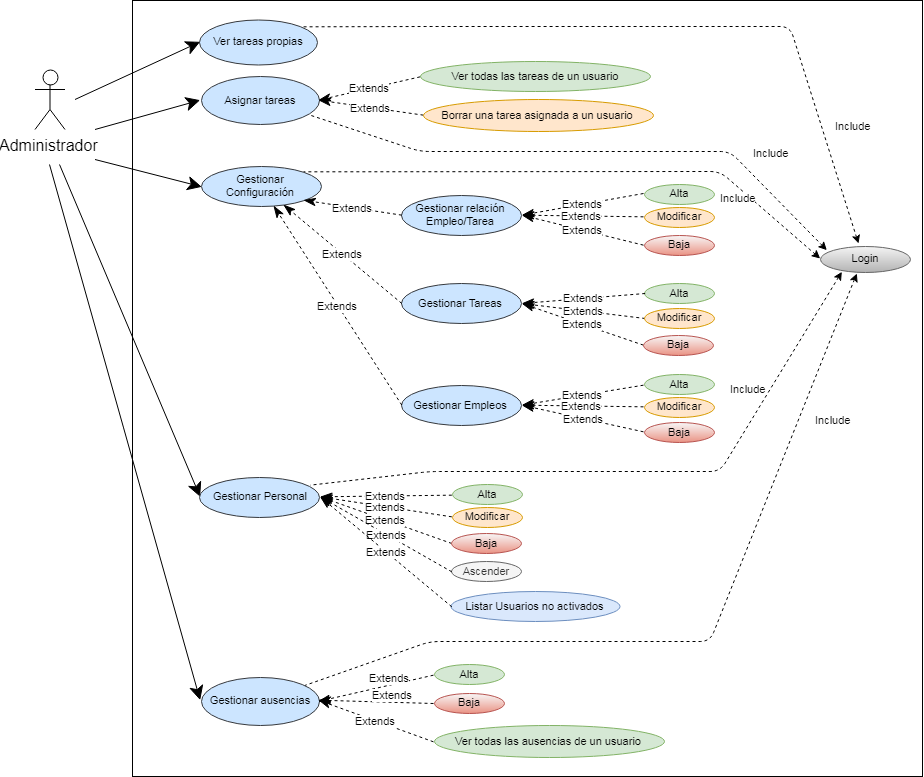 Ver tareas propias
Include
Asignar tareas
Extends
Extends
Ver todas las tareas de un usuario
Borrar una tarea asignada a un usuario
Include
Administrador
Gestionar
Configuración
Include
Extends
Gestionar relación
Empleo/Tarea
Extends
Extends
Extends
Alta
Modificar
Baja
Login
Extends
Gestionar Tareas
Extends
Extends
Extends
Alta
Modificar
Baja
Extends
Gestionar Empleos
Extends
Extends
Extends
Alta
Modificar
Baja
Include
Include
Gestionar Personal
Extends
Extends
Extends
Extends
Extends
Alta
Modificar
Baja
Ascender
Listar Usuarios no activados
Gestionar ausencias
Extends
Extends
Extends
Alta
Baja
Ver todas las ausencias de un usuario